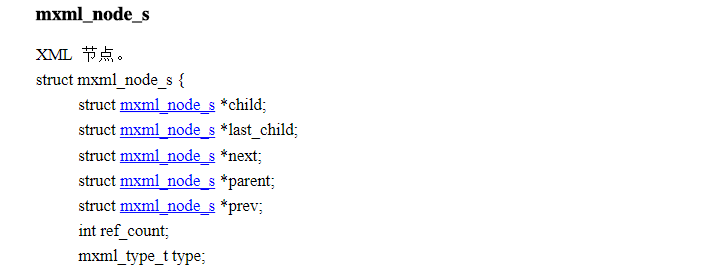 mxml_node_s
XML 节点。
struct mxml_node_s {
struct mxml_node_s *child;
struct mxml_node_s *last_child;
struct mxml_node_s *next;
struct mxml_node_s *parent;
struct mxml_node_s *prev;
int ref_count;
mxml_type_t type;